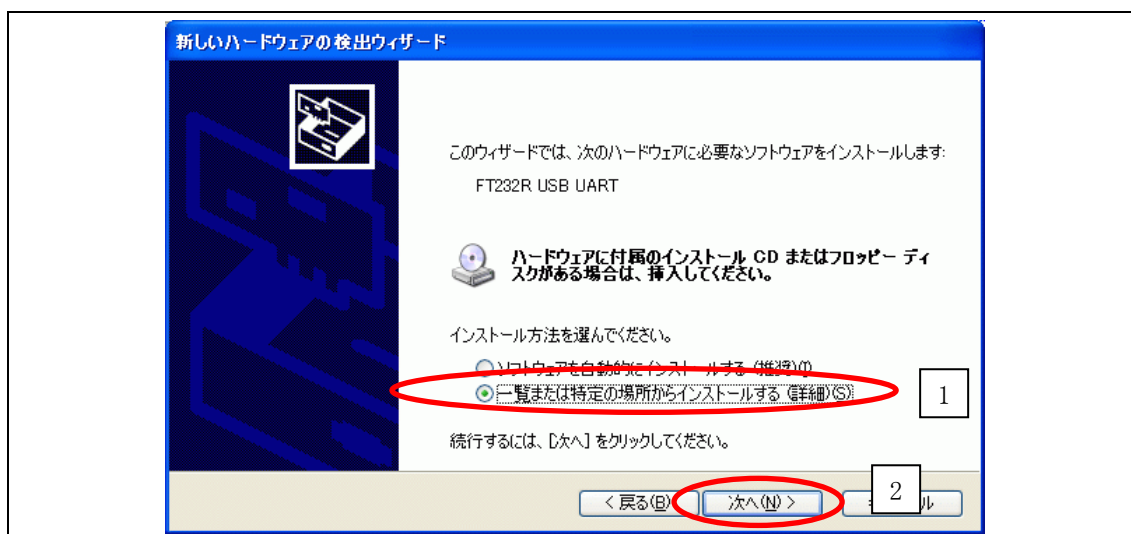 新しいハードウェアの検出ウィザード
このウィザードでは、次のハードウェアに必要なソフトウェアをインストールします:
FT232R USB UART
ハードウェアに付属のインストール CD またはフロッピー ディ
スクがある場合は、挿入してください。
インストール方法を選んでください。
ソフトウェアを自動的にインストールする (推奨)(I)
一覧または特定の場所からインストールする (詳細)(S)
1
続行するには、[次へ] をクリックしてください。
< 戻る(B)
次へ(N) >
2
ル